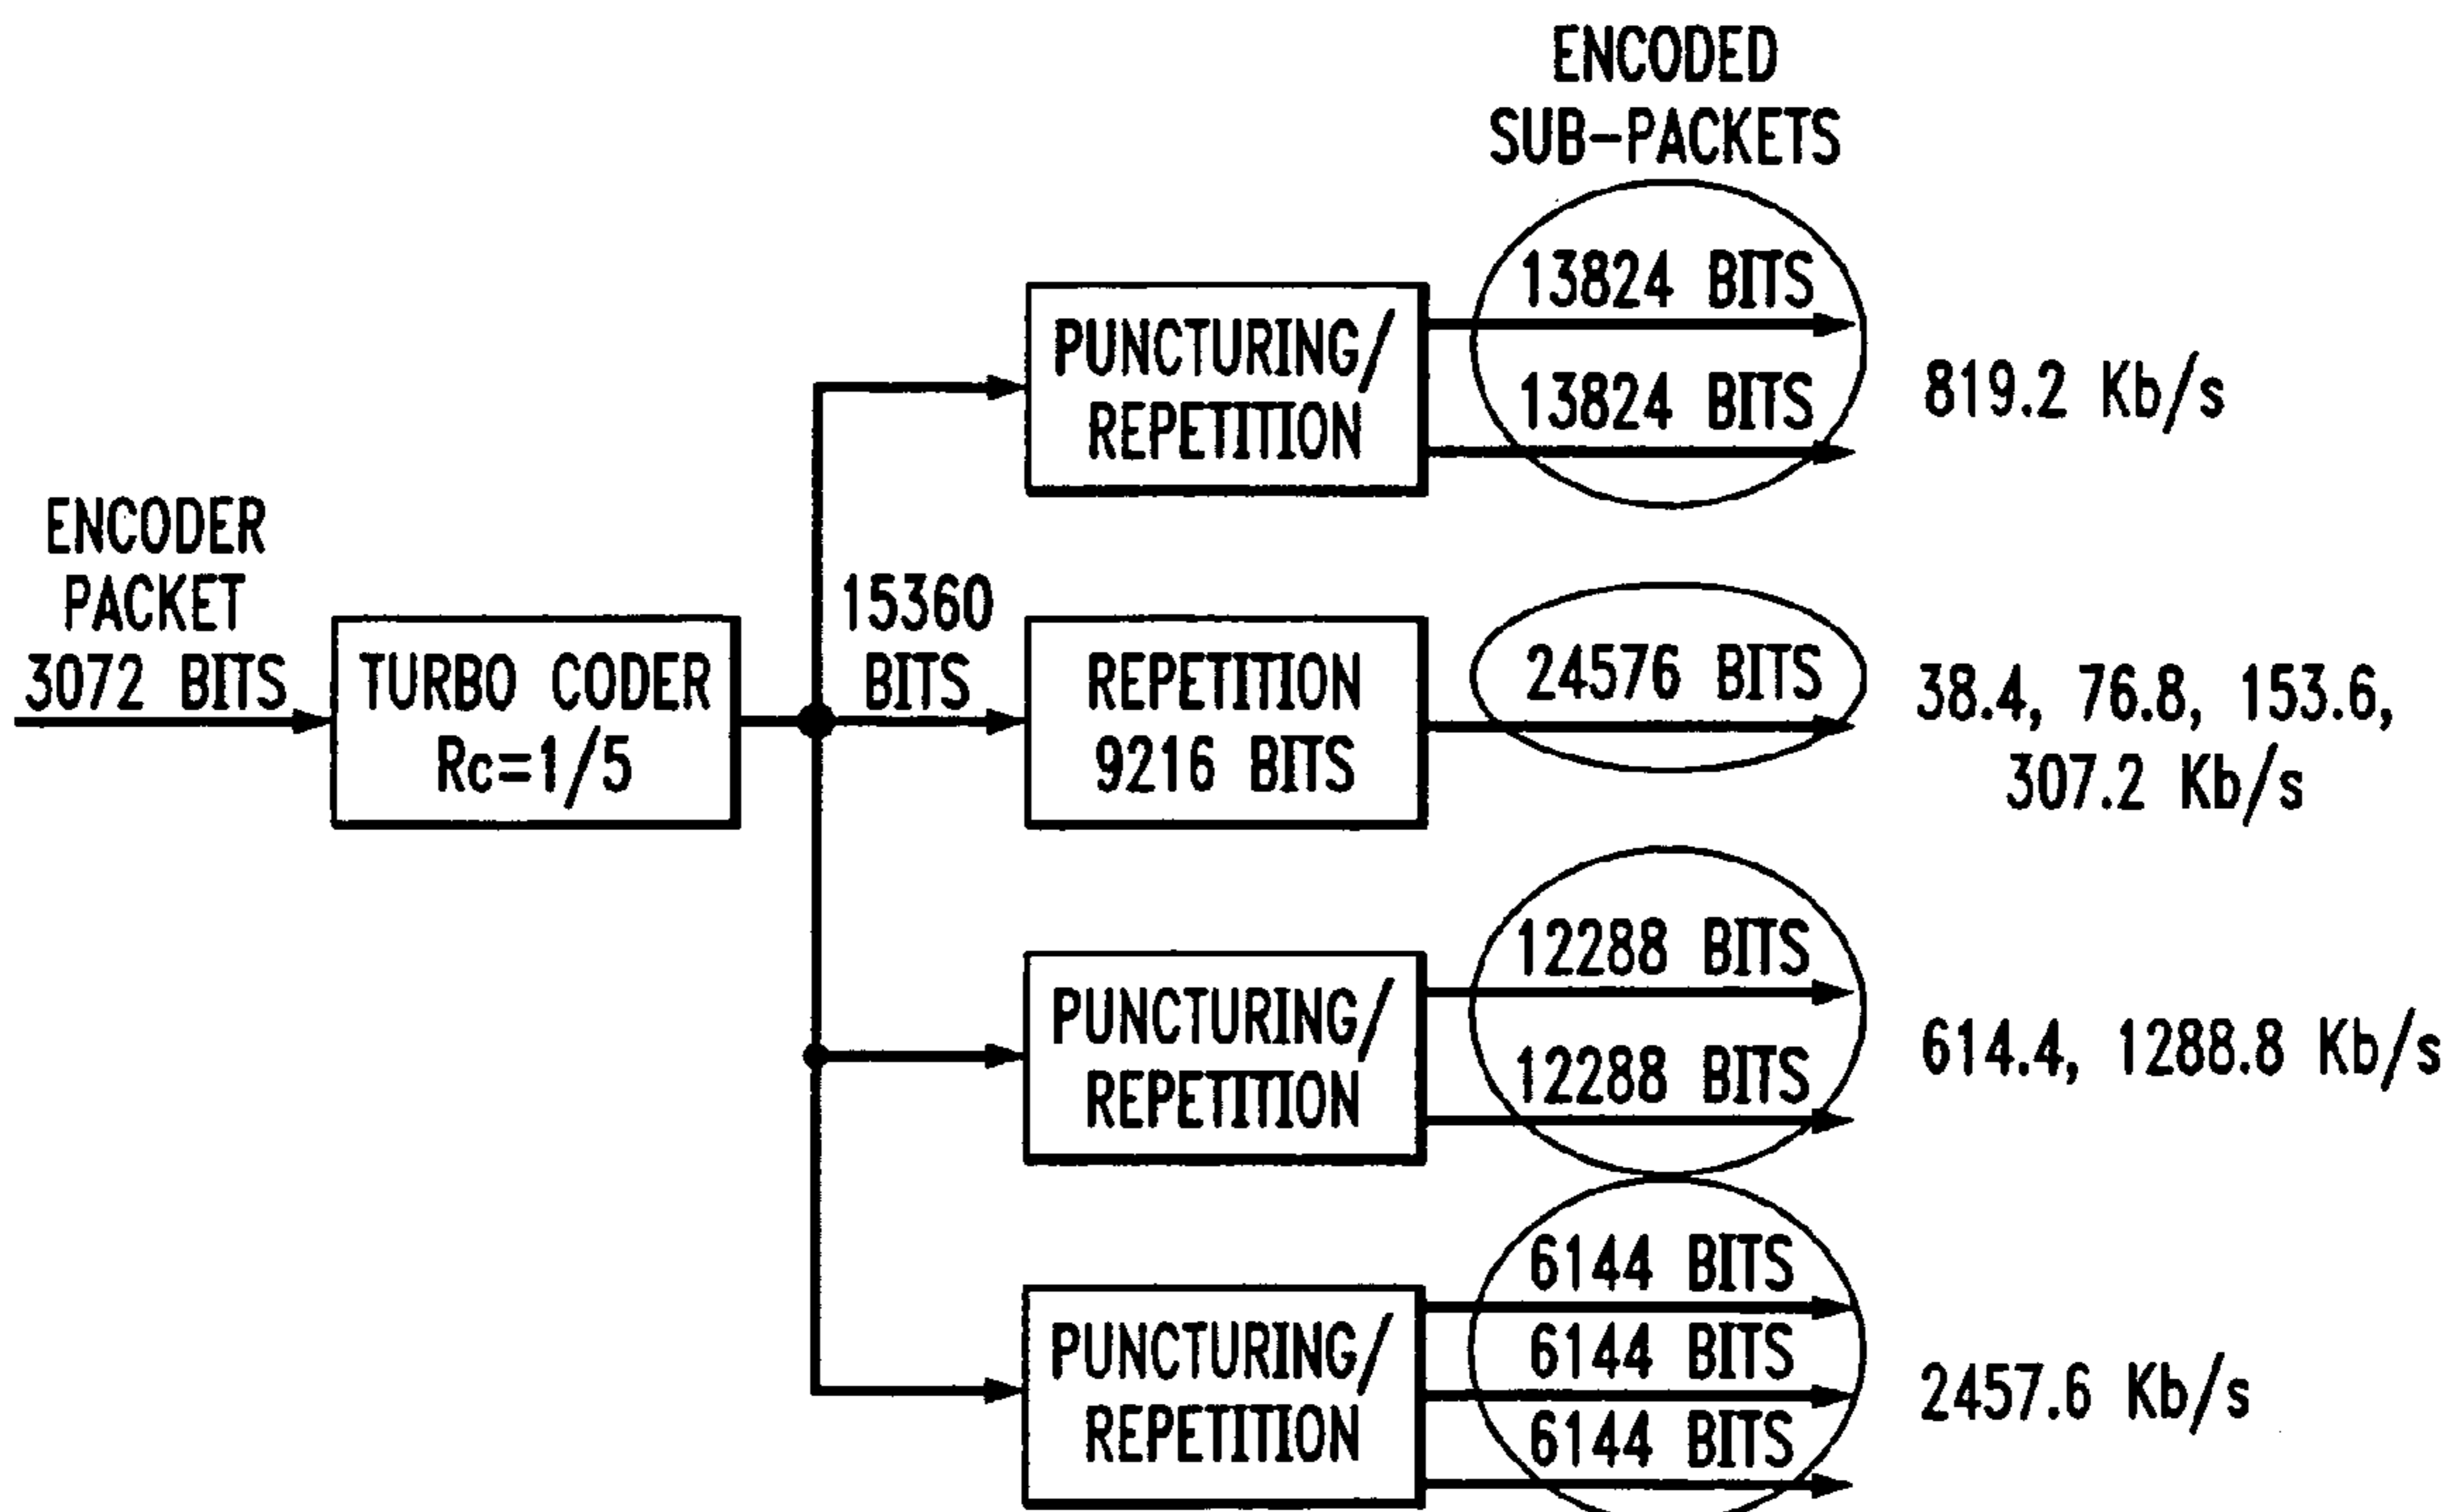 ENCODED
SUB-PACKETS
13824 BITS
13824 BITS
PUNCTURING/
REPETITION
819.2 Kb/s
ENCODER
PACKET
3072 BITS
TURBO CODER
Rc=1/5
15360
BITS
REPETITION
9216 BITS
24576 BITS
38.4, 76.8, 153.6,
307.2 Kb/s
PUNCTURING/
REPETITION
12288 BITS
12288 BITS
614.4, 1288.8 Kb/s
PUNCTURING/
REPETITION
6144 BITS
6144 BITS
6144 BITS
2457.6 Kb/s